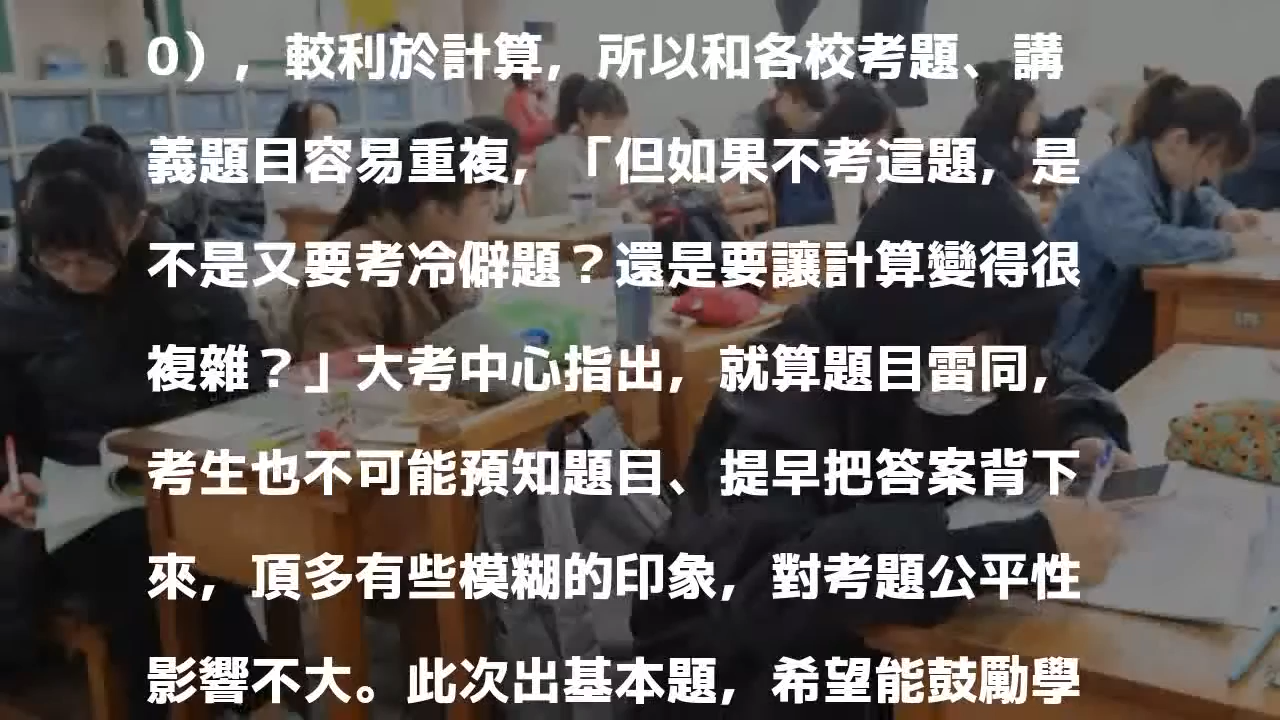 0），較利於計算，所以和各校考題、講
義題目容易重複，「但如果不考這題，是
不是又要考冷僻題？還是要讓計算變得很
複雜？」大考中心指出，就算題目雷同，
考生也不可能預知題目、提早把答案背下
來，頂多有些模糊的印象，對考題公平性
影響不大。此次出基本題，希望能鼓勵學